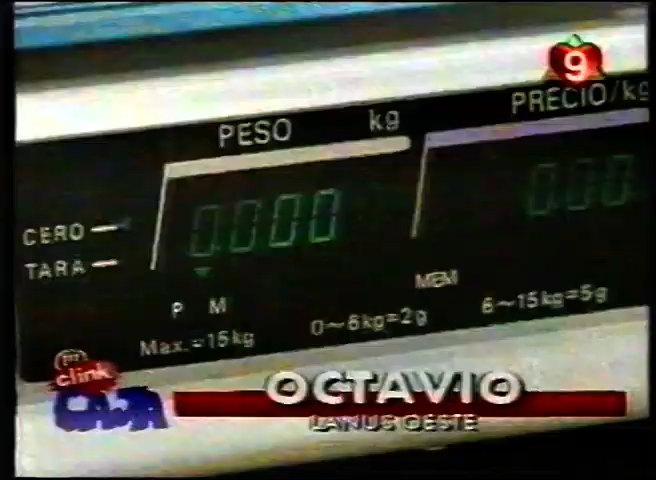 9
PESO kg PRECIO/kg
0.000 0.00
CERO
TARA
P M MEM
Max.=15kg 0~6kg=2g 6~15kg=5g
clink
CAJA
OCTAVIO
LANUS OESTE